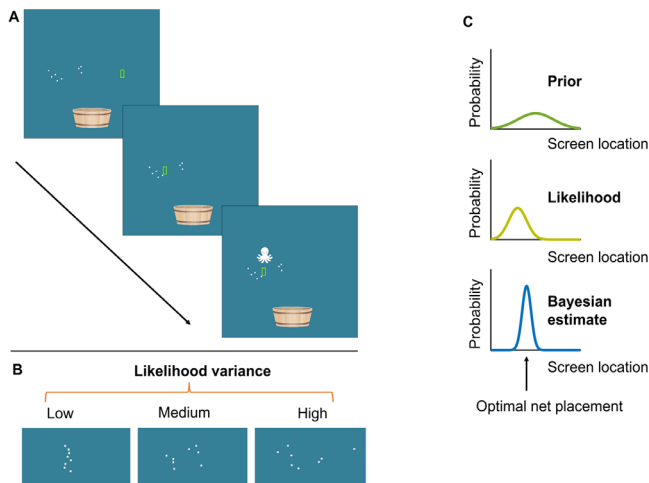 A
B
Likelihood variance
Low
Medium
High
C
Probability
Prior
Screen location
Probability
Likelihood
Screen location
Probability
Bayesian
estimate
Screen location
Optimal net placement